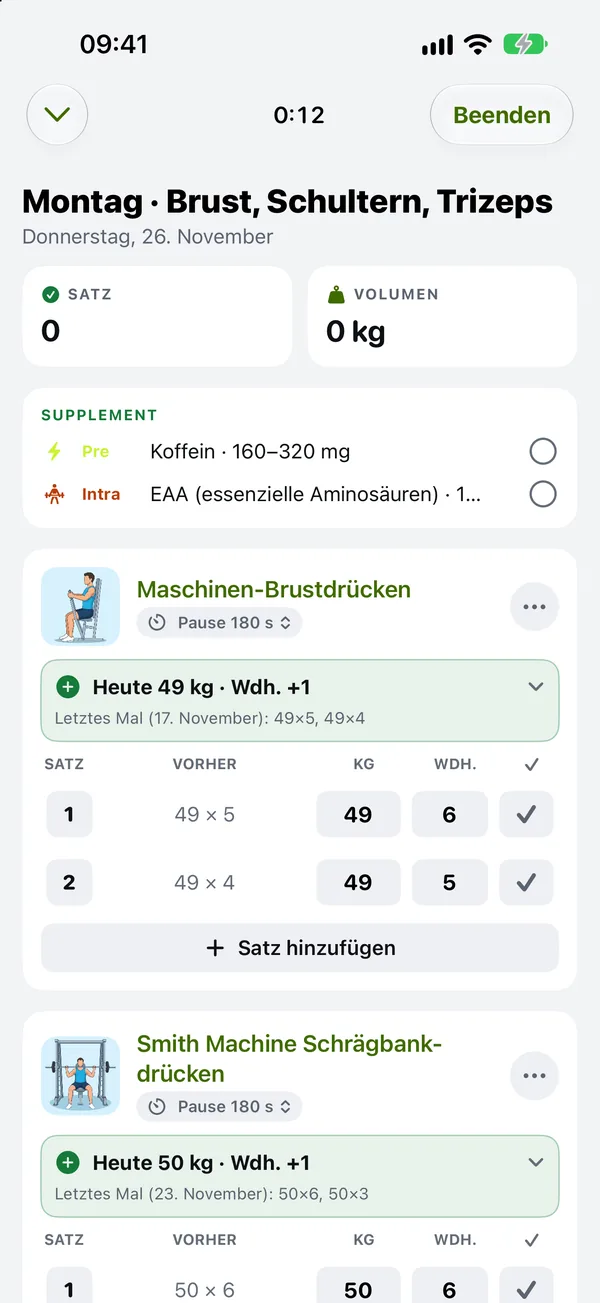 09:41
0:12
Beenden
Montag · Brust, Schultern, Trizeps
Donnerstag, 26. November
SATZ
VOLUMEN
0
0 kg
SUPPLEMENT
Pre Koffein · 160–320 mg
Intra EAA (essenzielle Aminosäuren) · 1...
Maschinen-Brustdrücken
Pause 180 s
Heute 49 kg · Wdh. +1
Letztes Mal (17. November): 49×5, 49×4
SATZ VORHER KG WDH. ✓
1 49 × 5 49 6 ✓
2 49 × 4 49 5 ✓
+ Satz hinzufügen
Smith Machine Schrägbank-
drücken
Pause 180 s
Heute 50 kg · Wdh. +1
Letztes Mal (23. November): 50×6, 50×3
SATZ VORHER KG WDH. ✓
1 50 × 6 50 6 ✓